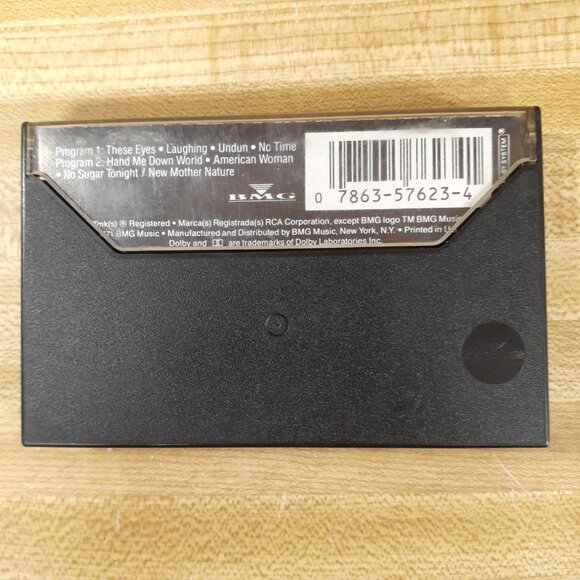 Program 1: These Eyes • Laughing • Undun • No Time
Program 2: Hand Me Down World • American Woman
• No Sugar Tonight / New Mother Nature
BMG
0 7863-57623-4
Tmk(s) ® Registered • Marca(s) Registrada(s) RCA Corporation, except BMG logo TM BMG Music
71 BMG Music • Manufactured and Distributed by BMG Music, New York, N.Y. • Printed in U.S.
Dolby and are trademarks of Dolby Laboratories Inc.
SYSTEM®